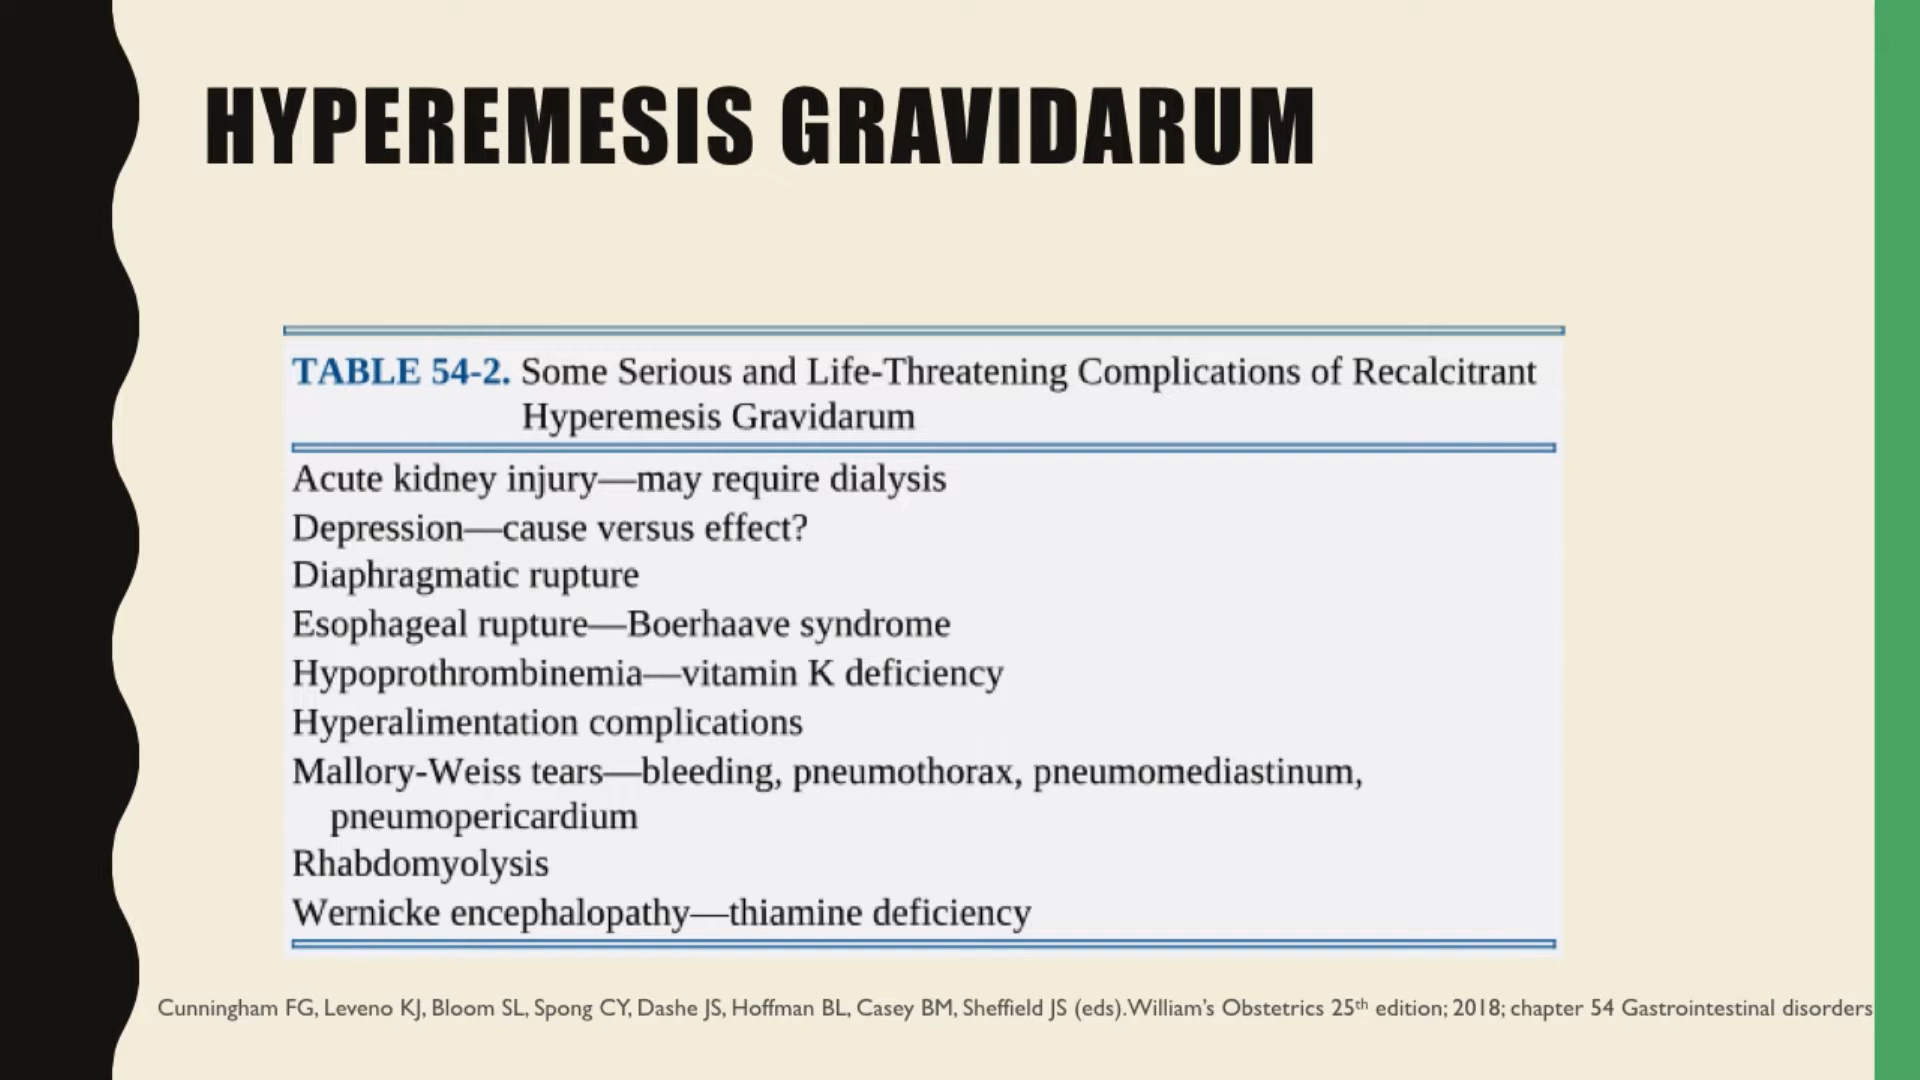 HYPEREMESIS GRAVIDARUM
TABLE 54-2. Some Serious and Life-Threatening Complications of Recalcitrant
Hyperemesis Gravidarum
Acute kidney injury—may require dialysis
Depression—cause versus effect?
Diaphragmatic rupture
Esophageal rupture—Boerhaave syndrome
Hypoprothrombinemia—vitamin K deficiency
Hyperalimentation complications
Mallory-Weiss tears—bleeding, pneumothorax, pneumomediastinum,
pneumopericardium
Rhabdomyolysis
Wernicke encephalopathy—thiamine deficiency
Cunningham FG, Leveno KJ, Bloom SL, Spong CY, Dashe JS, Hoffman BL, Casey BM, Sheffield JS (eds).William's Obstetrics 25th edition; 2018; chapter 54 Gastrointestinal disorders